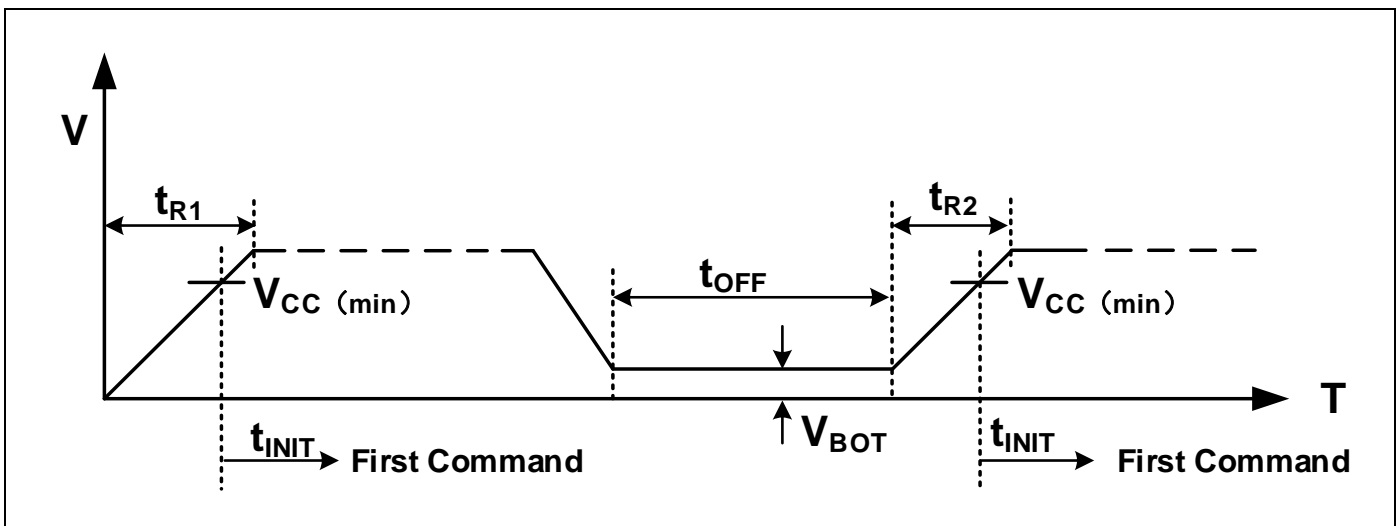 V
tR1
tR2
tOFF
VCC（min）
VCC（min）
T
VBOT
tINIT First Command
tINIT First Command